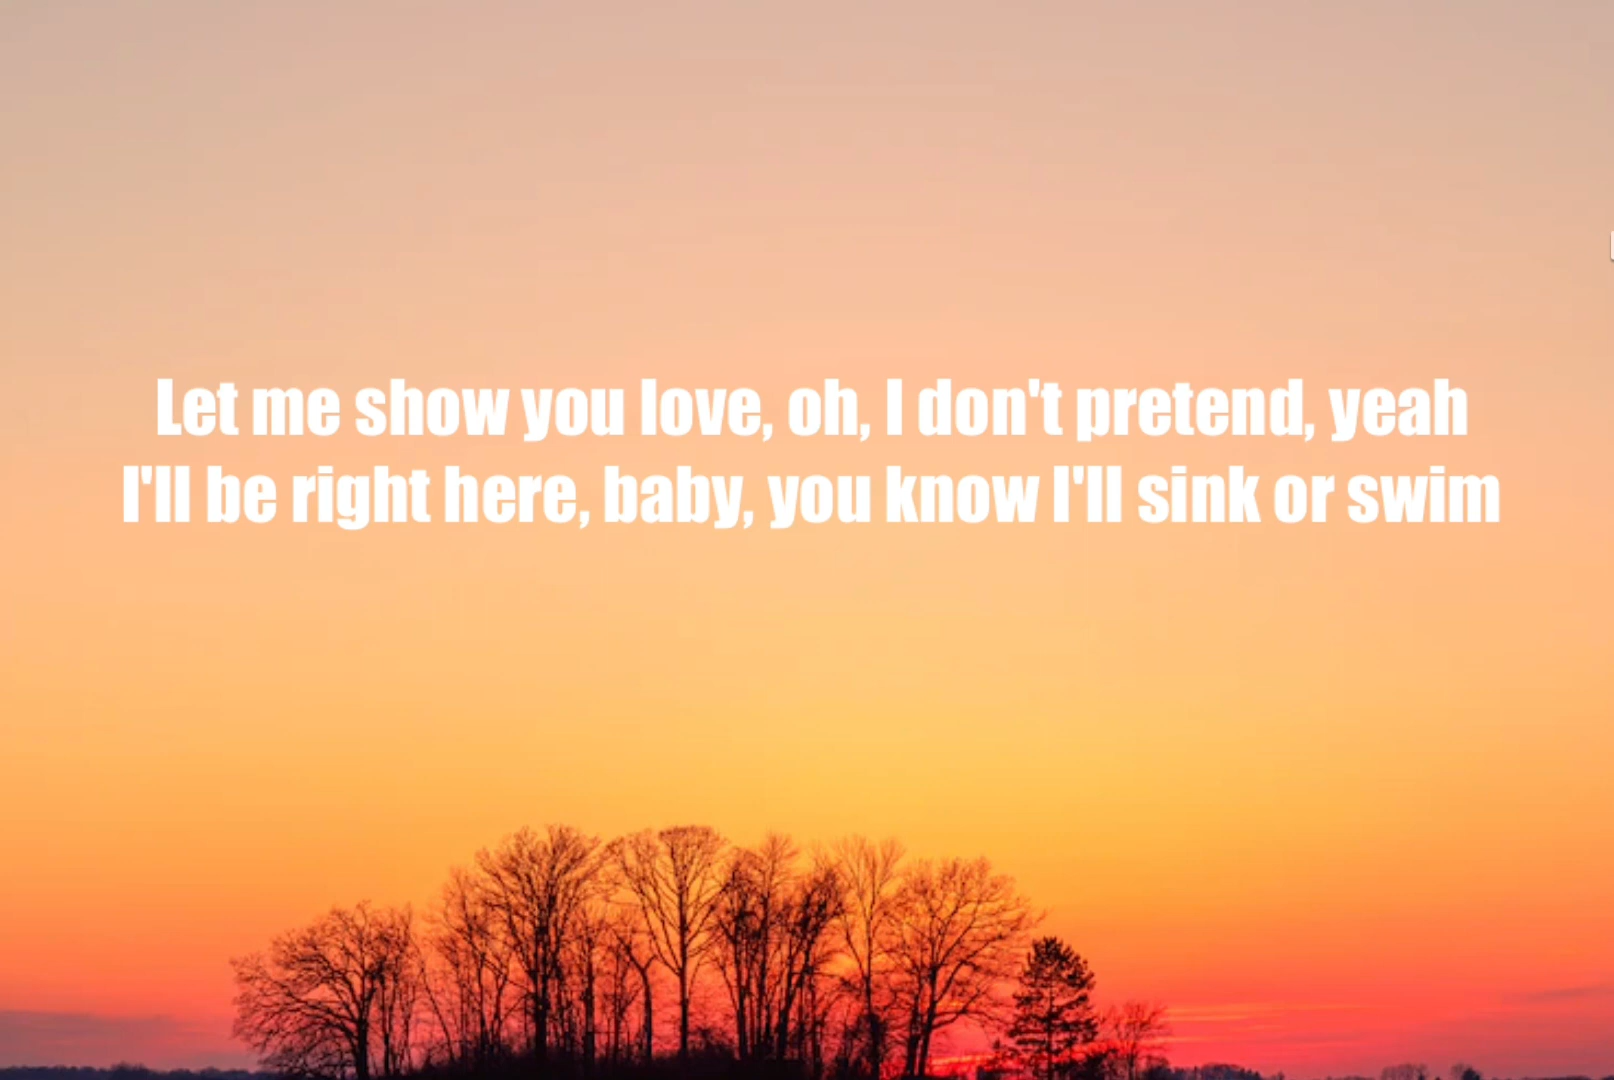 Let me show you love, oh, I don't pretend, yeah
I'll be right here, baby, you know I'll sink or swim